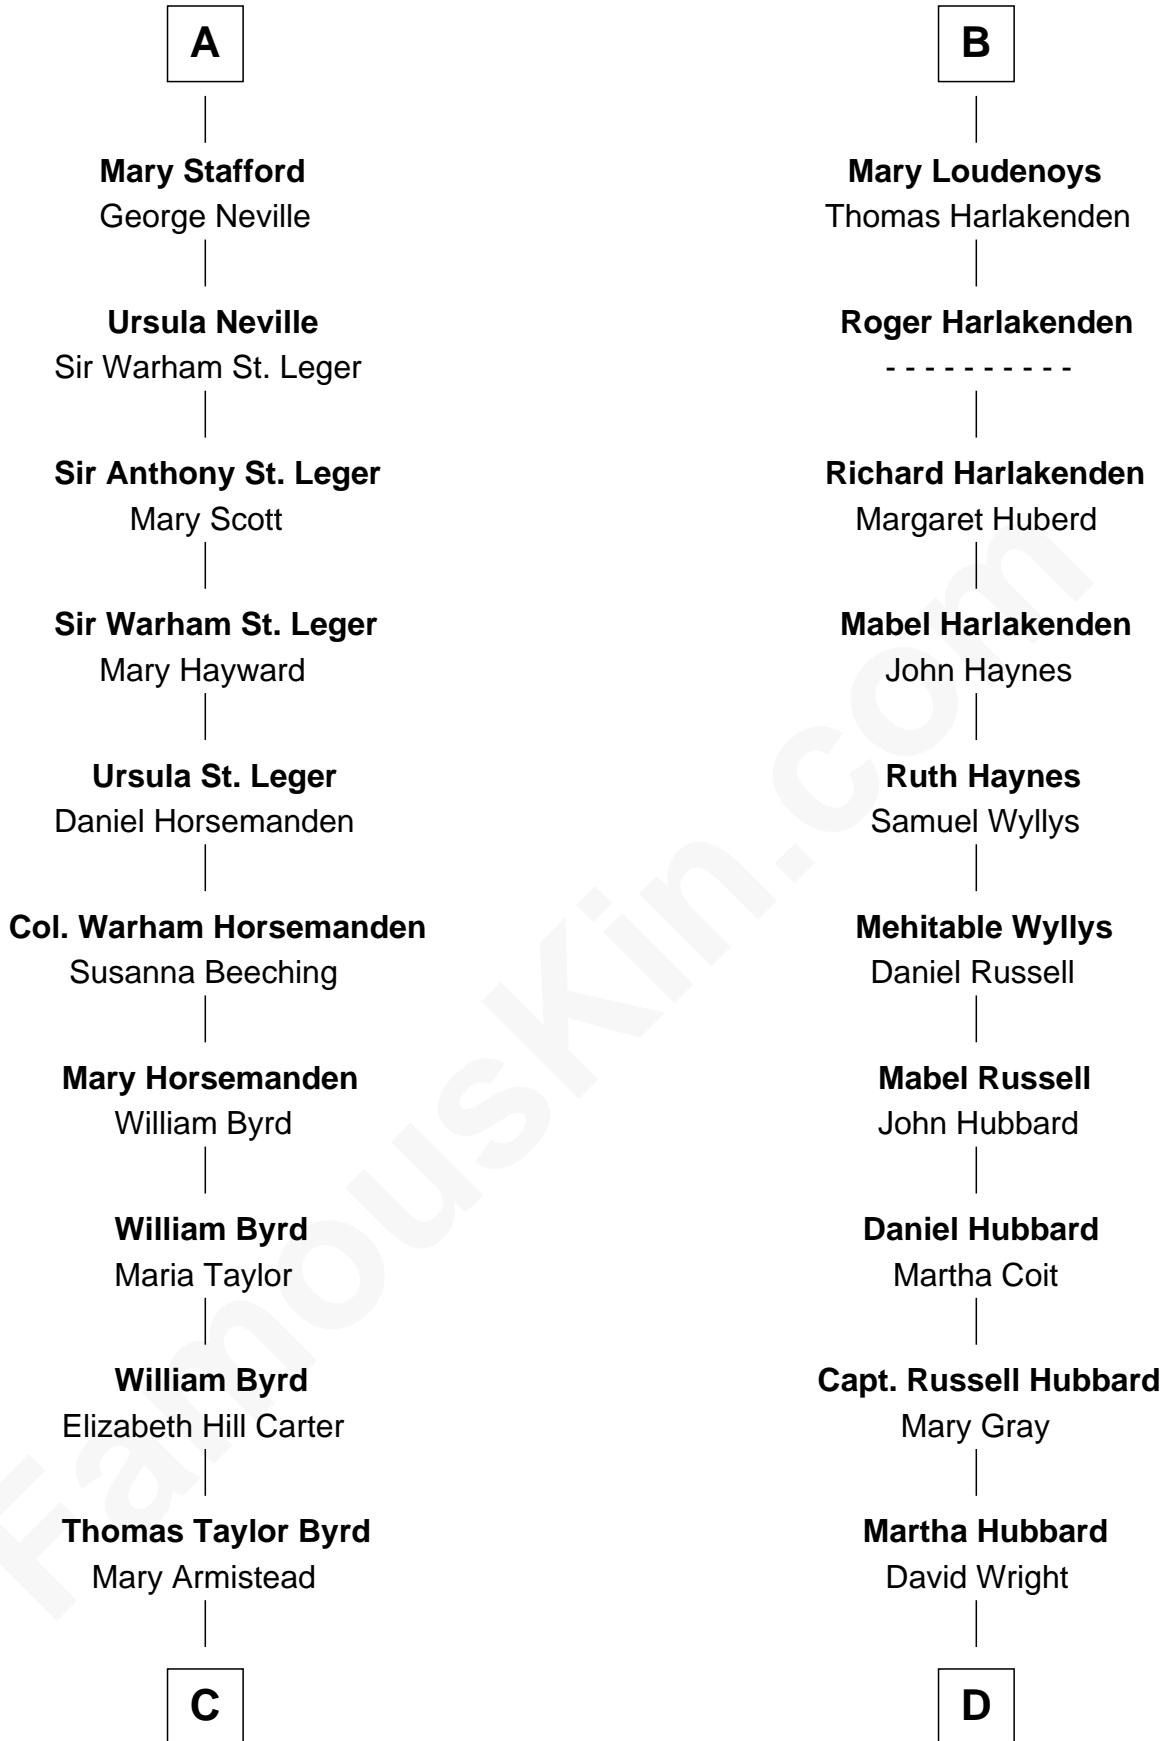 A
Mary Stafford
George Neville
Ursula Neville
Sir Warham St. Leger
Sir Anthony St. Leger
Mary Scott
Sir Warham St. Leger
Mary Hayward
Ursula St. Leger
Daniel Horsemanden
Col. Warham Horsemanden
Susanna Beeching
Mary Horsemanden
William Byrd
William Byrd
Maria Taylor
William Byrd
Elizabeth Hill Carter
Thomas Taylor Byrd
Mary Armistead
C
B
Mary Loudenoys
Thomas Harlakenden
Roger Harlakenden
- - - - - - - - - -
Richard Harlakenden
Margaret Huberd
Mabel Harlakenden
John Haynes
Ruth Haynes
Samuel Wyllys
Mehitable Wyllys
Daniel Russell
Mabel Russell
John Hubbard
Daniel Hubbard
Martha Coit
Capt. Russell Hubbard
Mary Gray
Martha Hubbard
David Wright
D
FamousKin.com